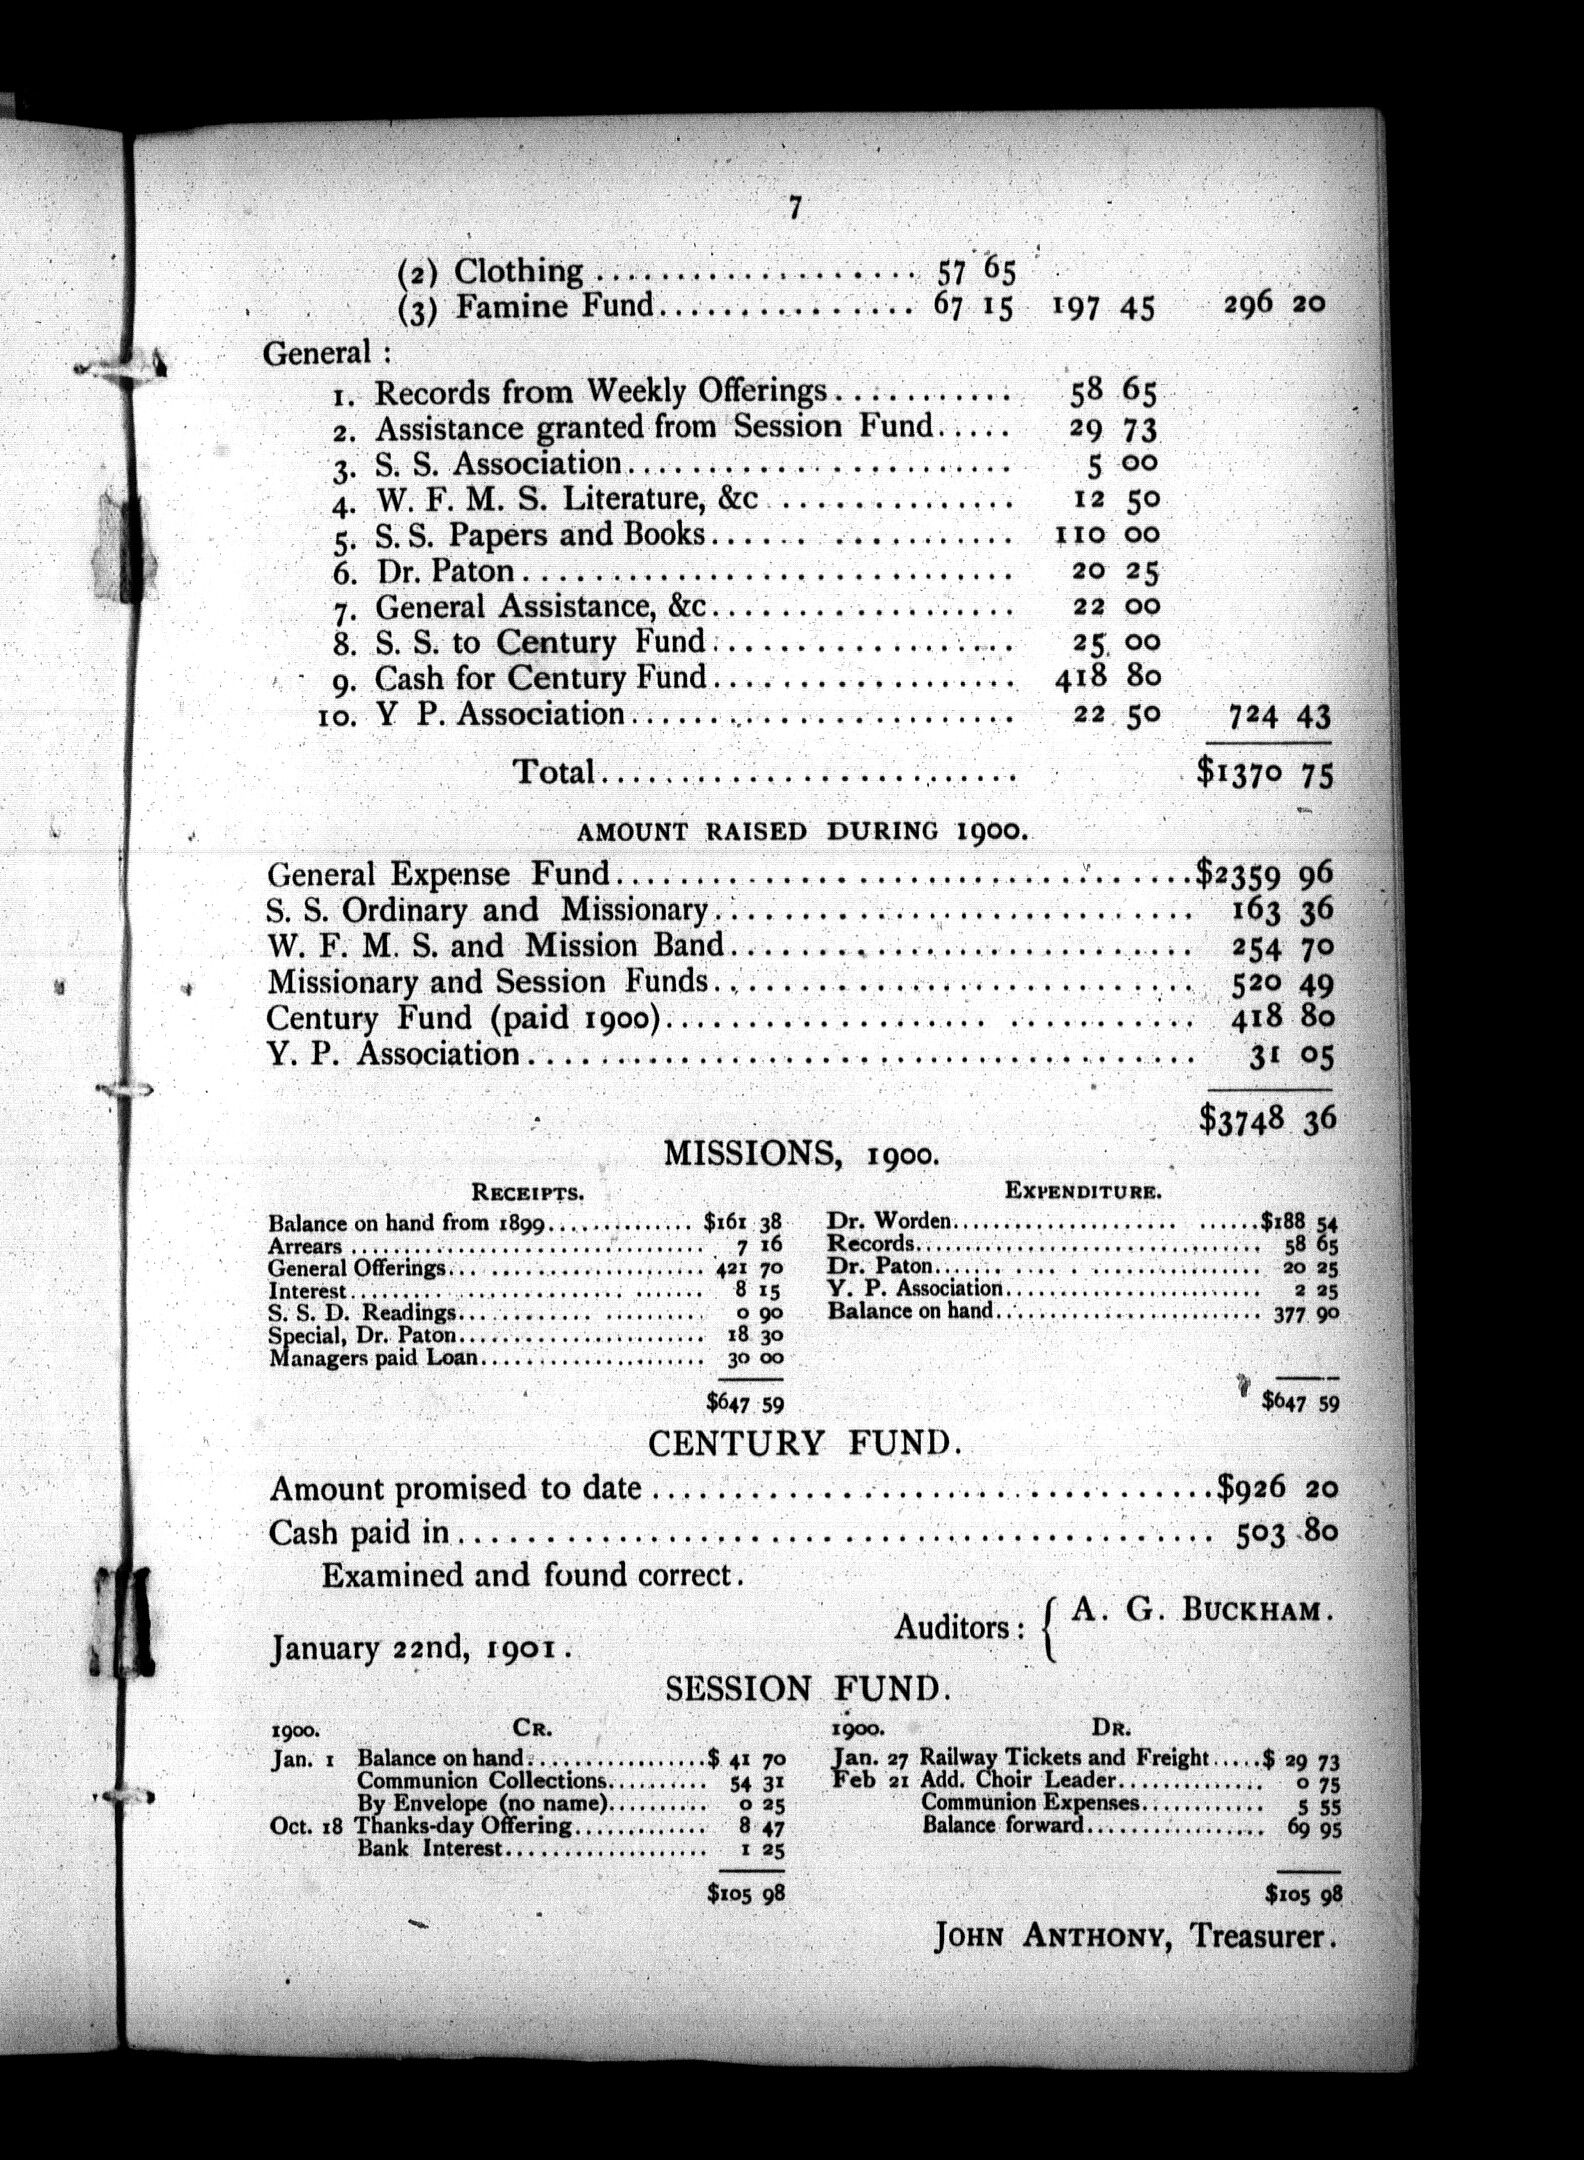 7
(2) Clothing .................... 57 65
(3) Famine Fund................ 67 15 197 45 296 20
General :
1. Records from Weekly Offerings........... 58 65
2. Assistance granted from Session Fund..... 29 73
3. S. S. Association...................... 5 00
4. W. F. M. S. Literature, &c .............. 12 50
5. S. S. Papers and Books...... ........... 110 00
6. Dr. Paton............................ 20 25
7. General Assistance, &c.................. 22 00
8. S. S. to Century Fund.................. 25 00
9. Cash for Century Fund.................. 418 80
10. Y P. Association...................... 22 50 724 43
Total......................... $1370 75
AMOUNT RAISED DURING 1900.
General Expense Fund.................................$2359 96
S. S. Ordinary and Missionary............................ 163 36
W. F. M. S. and Mission Band........................... 254 70
Missionary and Session Funds............................ 520 49
Century Fund (paid 1900).................... ........... 418 80
Y. P. Association...................................... 31 05
$3748 36
MISSIONS, 1900.
RECEIPTS. EXPENDITURE.
Balance on hand from 1899.............. $161 38 Dr. Worden..................... ......$188 54
Arrears ................................. 7 16 Records................................. 58 65
General Offerings... ..................... 421 70 Dr. Paton....... .... . ................ 20 25
Interest.......................... ....... 8 15 Y. P. Association........................ 2 25
S. S. D. Readings............. .......... 0 90 Balance on hand......................... 377 90
Special, Dr. Paton........................ 18 30
Managers paid Loan...................... 30 00
$647 59 $647 59
CENTURY FUND.
Amount promised to date ..................................$926 20
Cash paid in............................................. 503 80
Examined and found correct.
Auditors : { A. G. BUCKHAM.
January 22nd, 1901.
SESSION FUND.
1900. CR. 1900. DR.
Jan. 1 Balance on hand.................$ 41 70 Jan. 27 Railway Tickets and Freight.....$ 29 73
Communion Collections.......... 54 31 Feb 21 Add. Choir Leader.............. 0 75
By Envelope (no name).......... 0 25 Communion Expenses............ 5 55
Oct. 18 Thanks-day Offering............. 8 47 Balance forward................. 69 95
Bank Interest................... 1 25
$105 98 $105 98
JOHN ANTHONY, Treasurer.